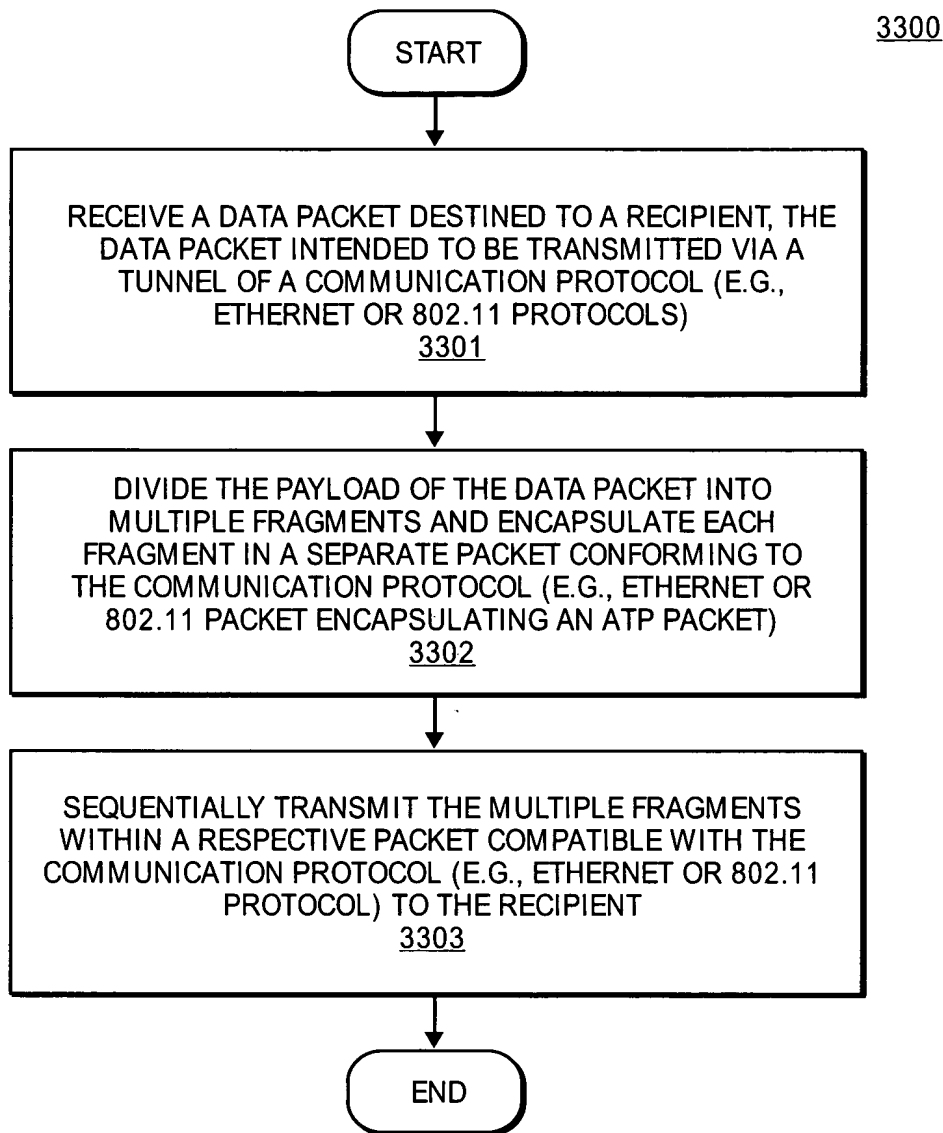 3300
START
RECEIVE A DATA PACKET DESTINED TO A RECIPIENT, THE
DATA PACKET INTENDED TO BE TRANSMITTED VIA A
TUNNEL OF A COMMUNICATION PROTOCOL (E.G.,
ETHERNET OR 802.11 PROTOCOLS)
3301
DIVIDE THE PAYLOAD OF THE DATA PACKET INTO
MULTIPLE FRAGMENTS AND ENCAPSULATE EACH
FRAGMENT IN A SEPARATE PACKET CONFORMING TO
THE COMMUNICATION PROTOCOL (E.G., ETHERNET OR
802.11 PACKET ENCAPSULATING AN ATP PACKET)
3302
SEQUENTIALLY TRANSMIT THE MULTIPLE FRAGMENTS
WITHIN A RESPECTIVE PACKET COMPATIBLE WITH THE
COMMUNICATION PROTOCOL (E.G., ETHERNET OR 802.11
PROTOCOL) TO THE RECIPIENT
3303
END